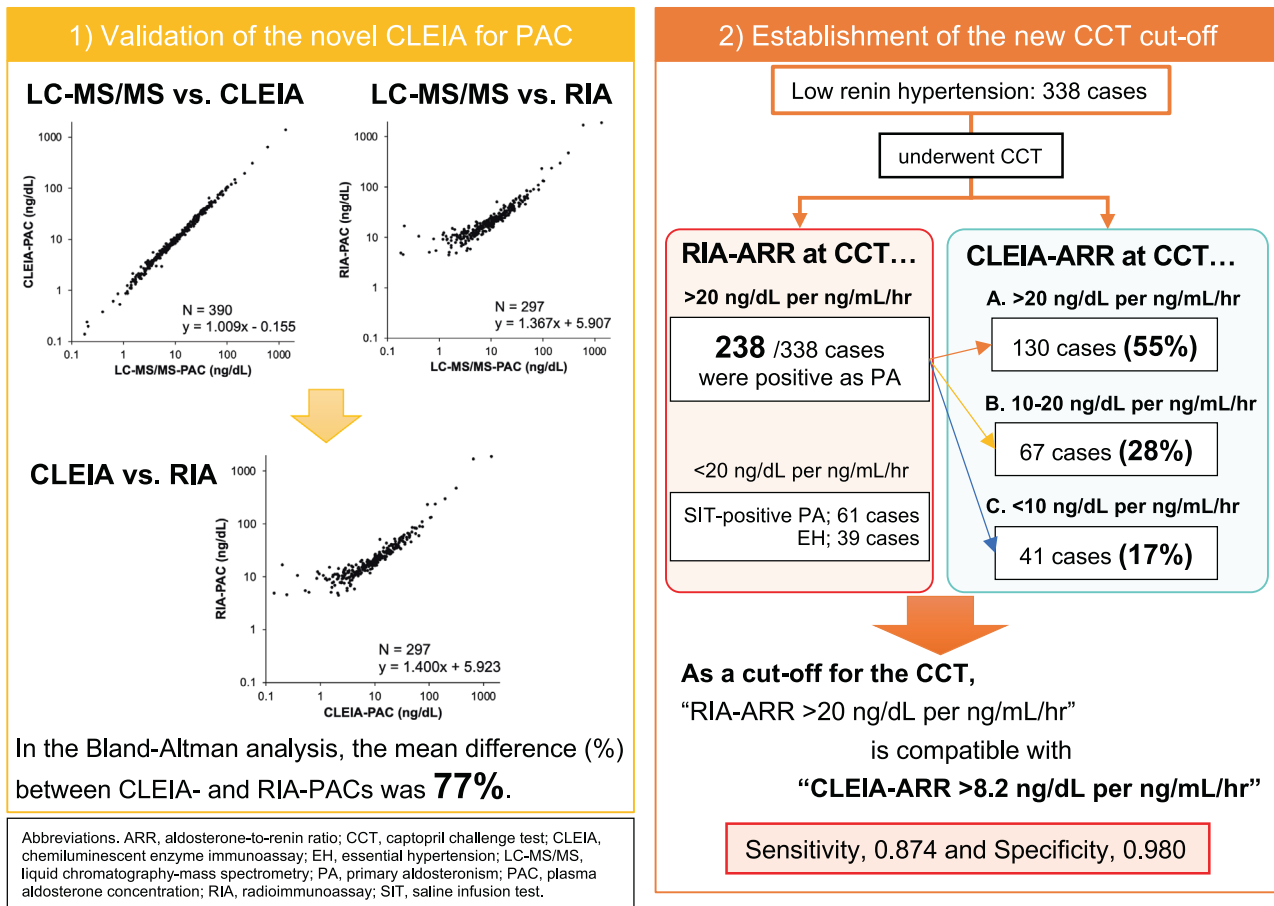 1) Validation of the novel CLEIA for PAC
LC-MS/MS vs. CLEIA
1000
100
10
1
0.1
CLEIA-PAC (ng/dL)
N = 390
y = 1.009x - 0.155
0.1 1 10 100 1000
LC-MS/MS-PAC (ng/dL)
LC-MS/MS vs. RIA
1000
100
10
1
0.1
RIA-PAC (ng/dL)
N = 297
y = 1.367x + 5.907
0.1 1 10 100 1000
LC-MS/MS-PAC (ng/dL)
CLEIA vs. RIA
1000
100
10
1
0.1
RIA-PAC (ng/dL)
N = 297
y = 1.400x + 5.923
0.1 1 10 100 1000
CLEIA-PAC (ng/dL)
In the Bland-Altman analysis, the mean difference (%)
between CLEIA- and RIA-PACs was 77%.
Abbreviations. ARR, aldosterone-to-renin ratio; CCT, captopril challenge test; CLEIA,
chemiluminescent enzyme immunoassay; EH, essential hypertension; LC-MS/MS,
liquid chromatography-mass spectrometry; PA, primary aldosteronism; PAC, plasma
aldosterone concentration; RIA, radioimmunoassay; SIT, saline infusion test.
2) Establishment of the new CCT cut-off
Low renin hypertension: 338 cases
underwent CCT
RIA-ARR at CCT…
>20 ng/dL per ng/mL/hr
238 /338 cases
were positive as PA
<20 ng/dL per ng/mL/hr
SIT-positive PA; 61 cases
EH; 39 cases
CLEIA-ARR at CCT…
A. >20 ng/dL per ng/mL/hr
130 cases (55%)
B. 10-20 ng/dL per ng/mL/hr
67 cases (28%)
C. <10 ng/dL per ng/mL/hr
41 cases (17%)
As a cut-off for the CCT,
“RIA-ARR >20 ng/dL per ng/mL/hr”
is compatible with
“CLEIA-ARR >8.2 ng/dL per ng/mL/hr”
Sensitivity, 0.874 and Specificity, 0.980